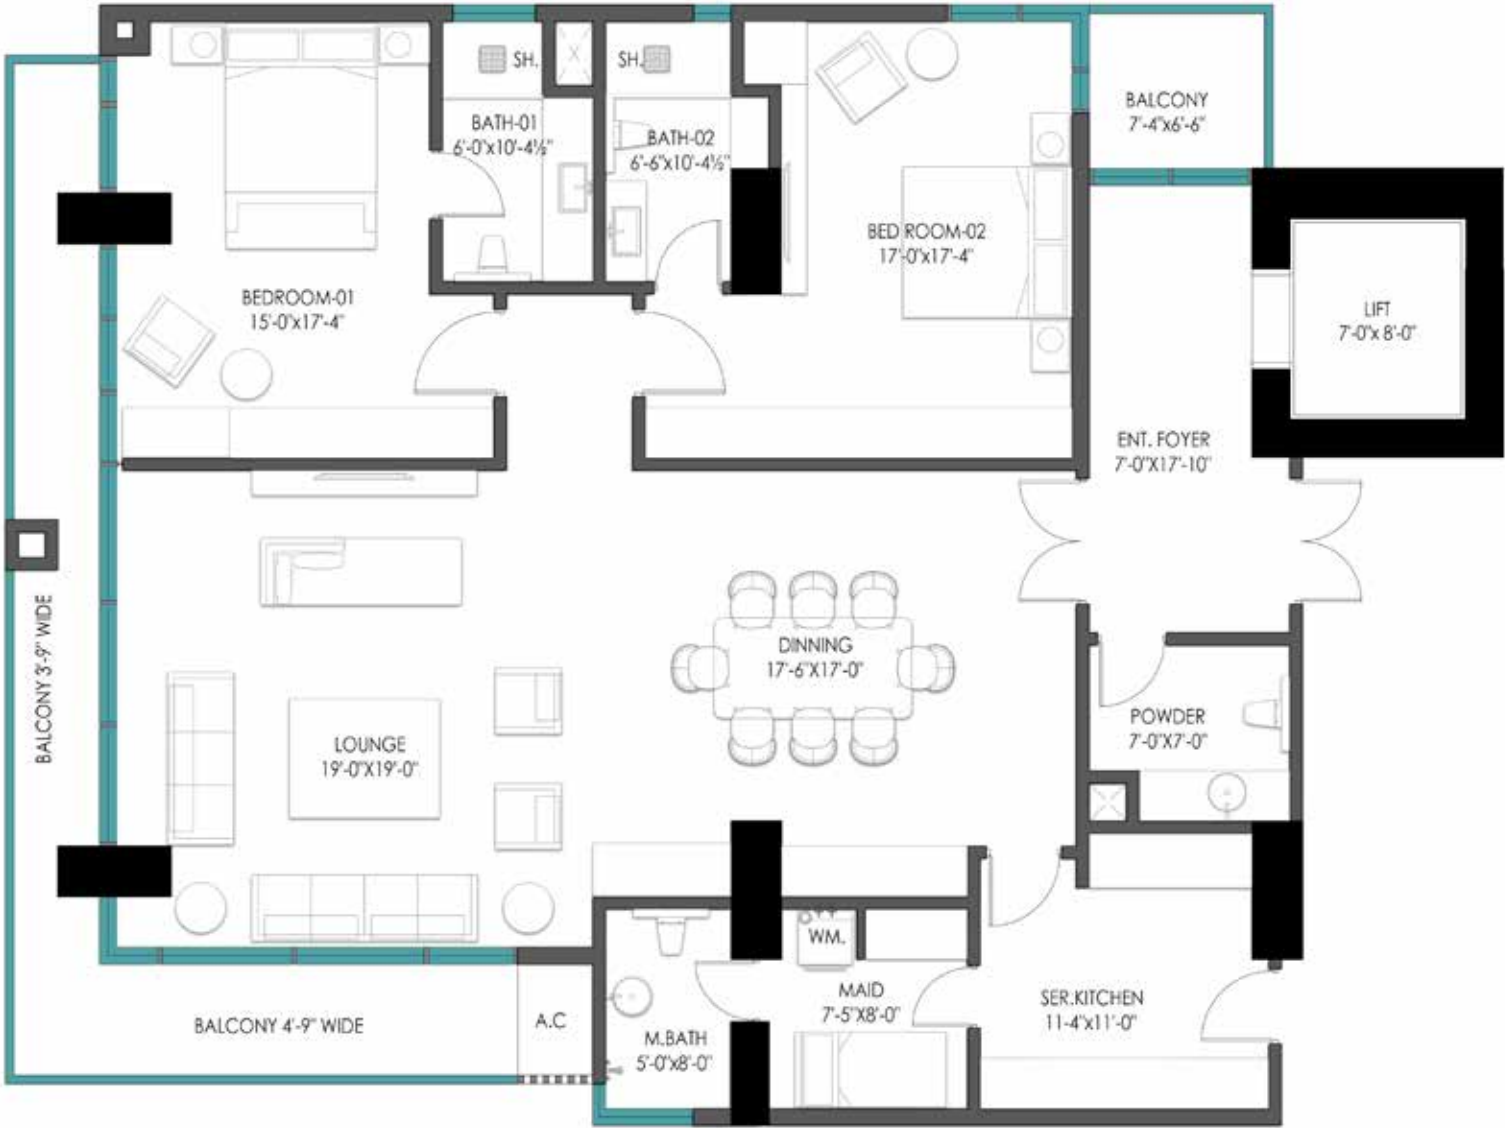 SH.
SH.
BATH-01
6'-0"x10'-4½"
BATH-02
6'-6"x10'-4½"
BALCONY
7'-4"x6'-6"
BED ROOM-02
17'-0"x17'-4"
BEDROOM-01
15'-0"x17'-4"
LIFT
7'-0"x 8'-0"
ENT. FOYER
7'-0"X17'-10"
BALCONY 3'-9" WIDE
DINNING
17'-6"X17'-0"
LOUNGE
19'-0"X19'-0"
POWDER
7'-0"X7'-0"
WM.
MAID
7'-5"X8'-0"
SER.KITCHEN
11-4"x11'-0"
BALCONY 4'-9" WIDE
A.C
M.BATH
5'-0"x8'-0"